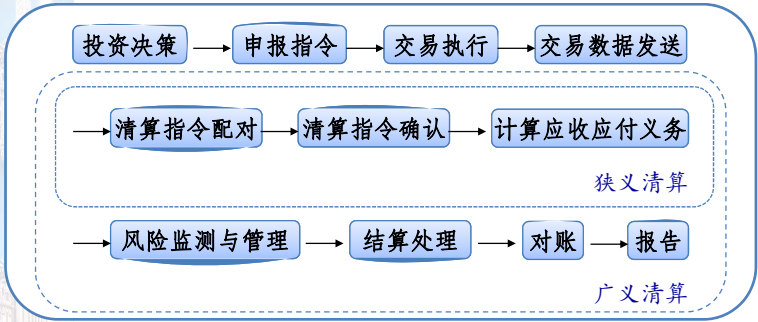 投资决策 申报指令 交易执行 交易数据发送
清算指令配对 清算指令确认 计算应收应付义务
狭义清算
风险监测与管理 结算处理 对账 报告
广义清算